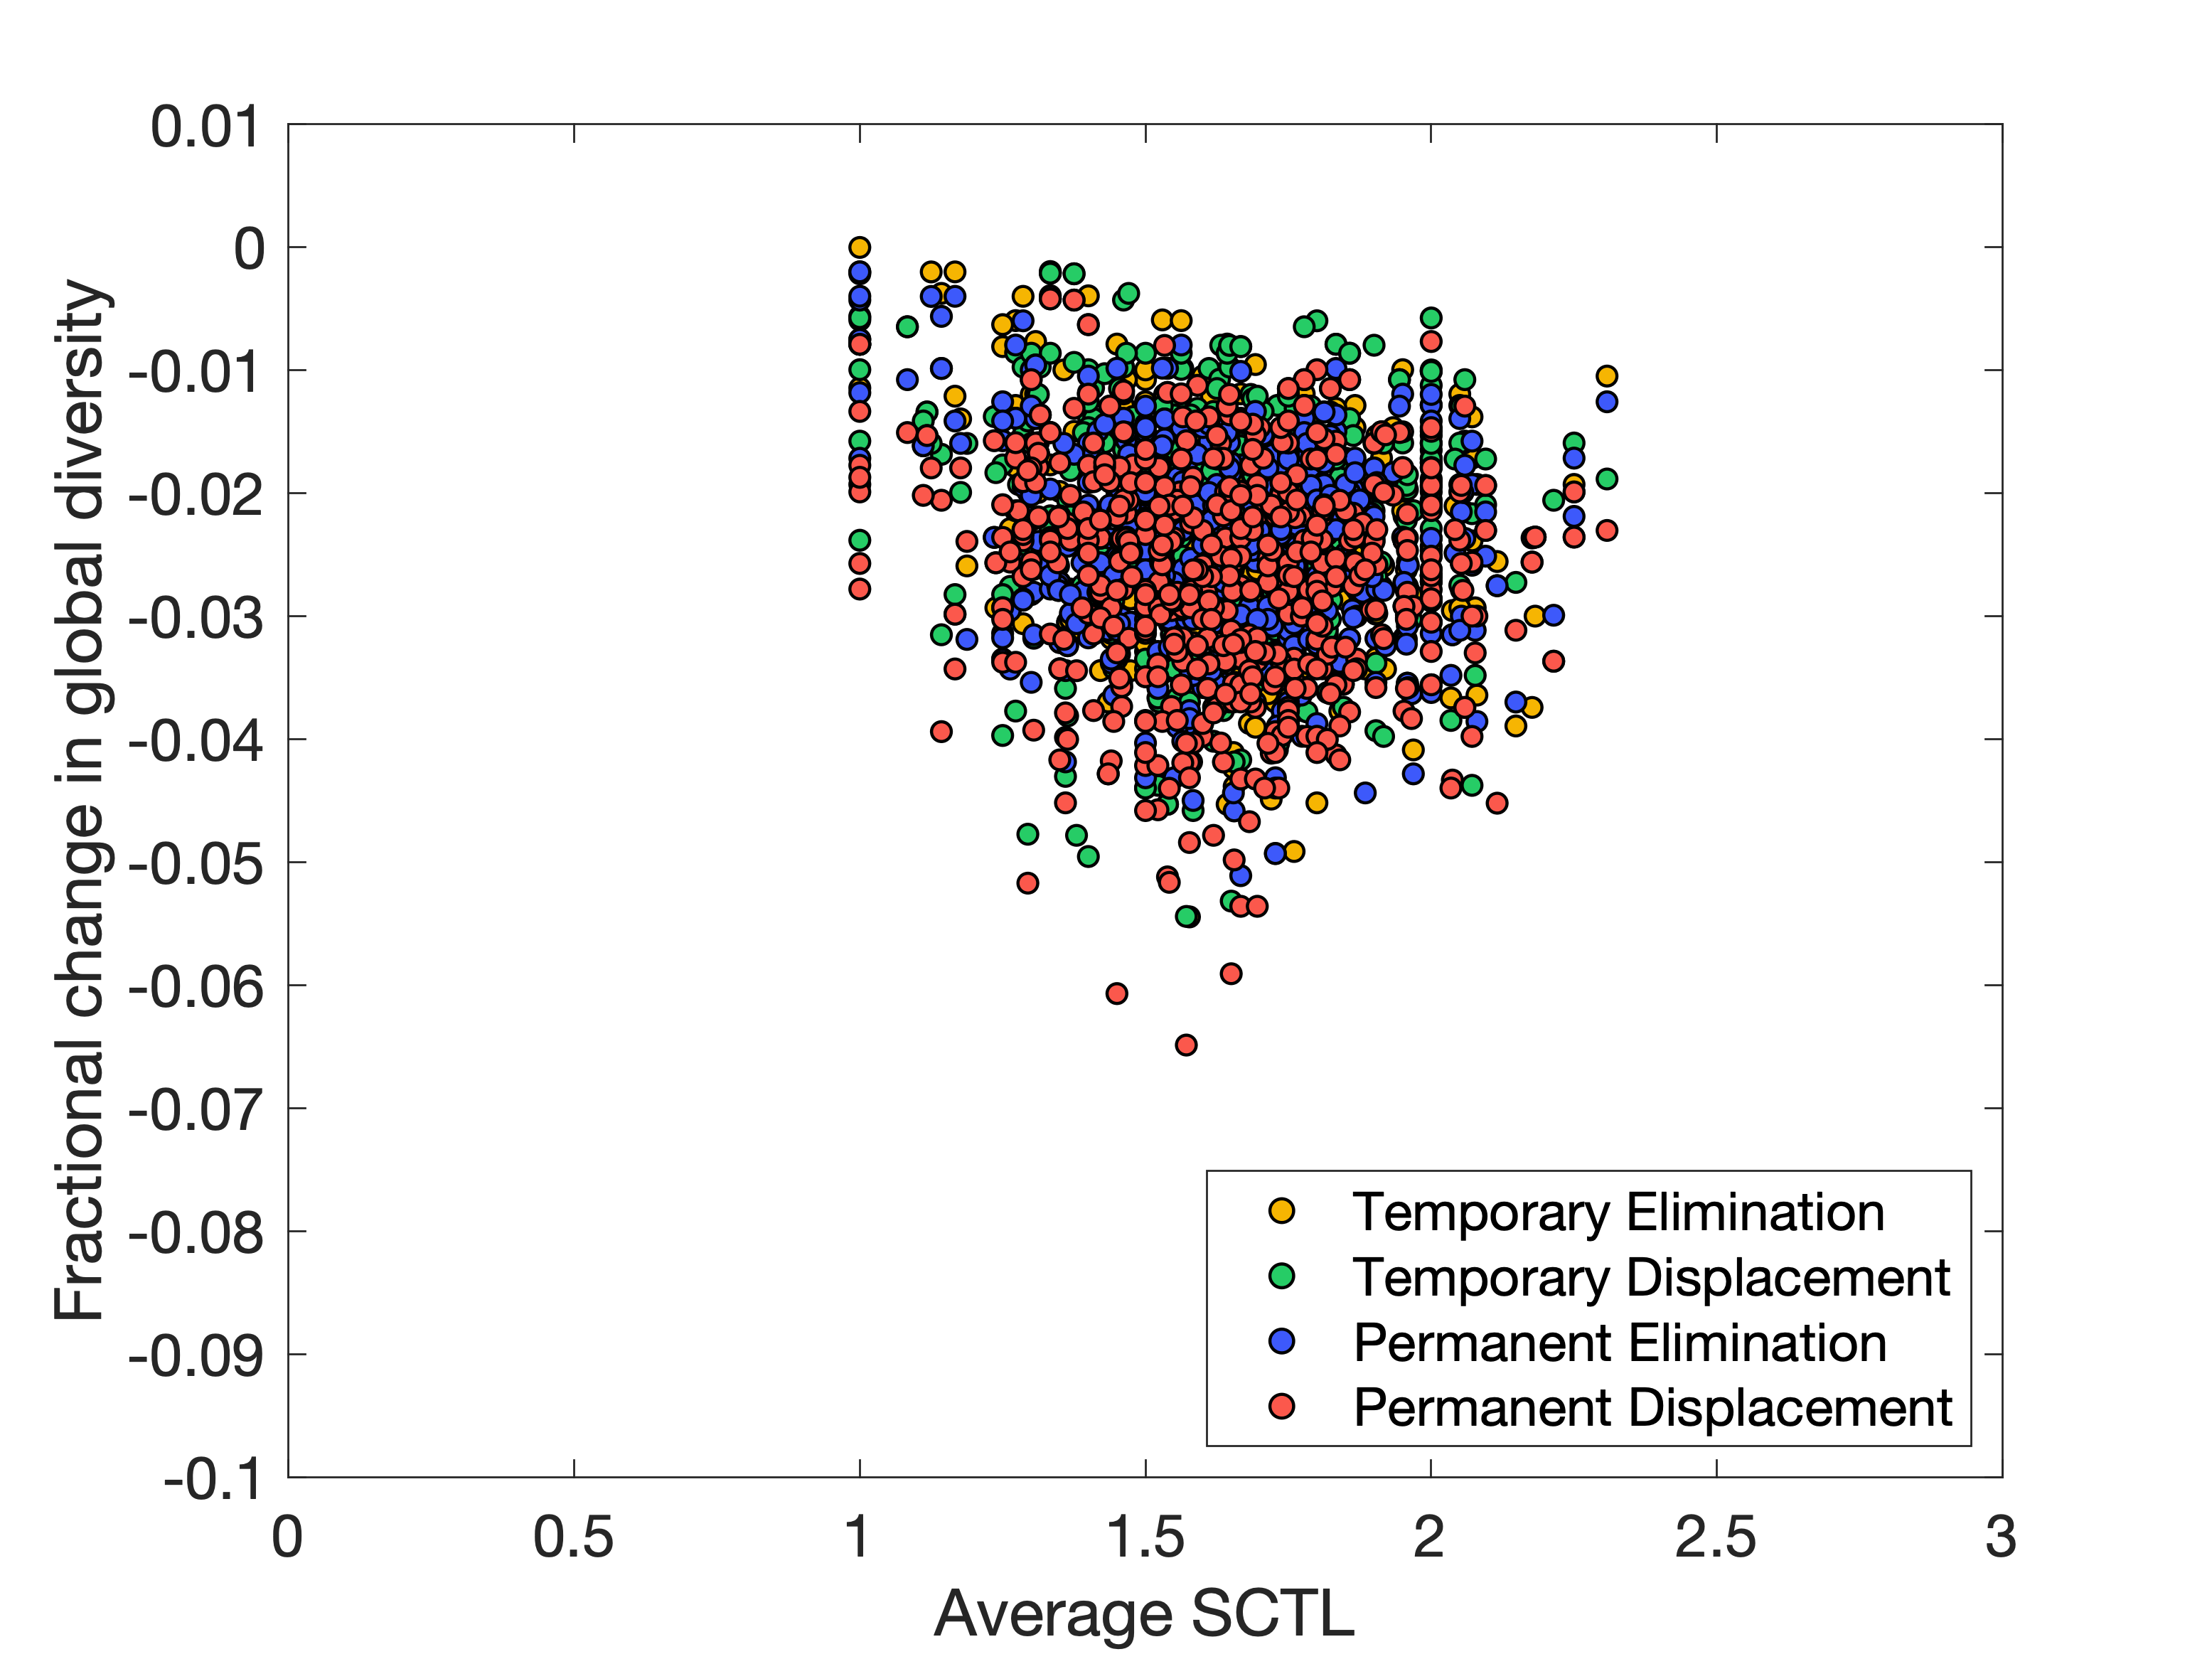 0.01
0
-0.01
-0.02
-0.03
-0.04
-0.05
-0.06
-0.07
-0.08
-0.09
-0.1
Fractional change in global diversity
0 0.5 1 1.5 2 2.5 3
Average SCTL
Temporary Elimination
Temporary Displacement
Permanent Elimination
Permanent Displacement